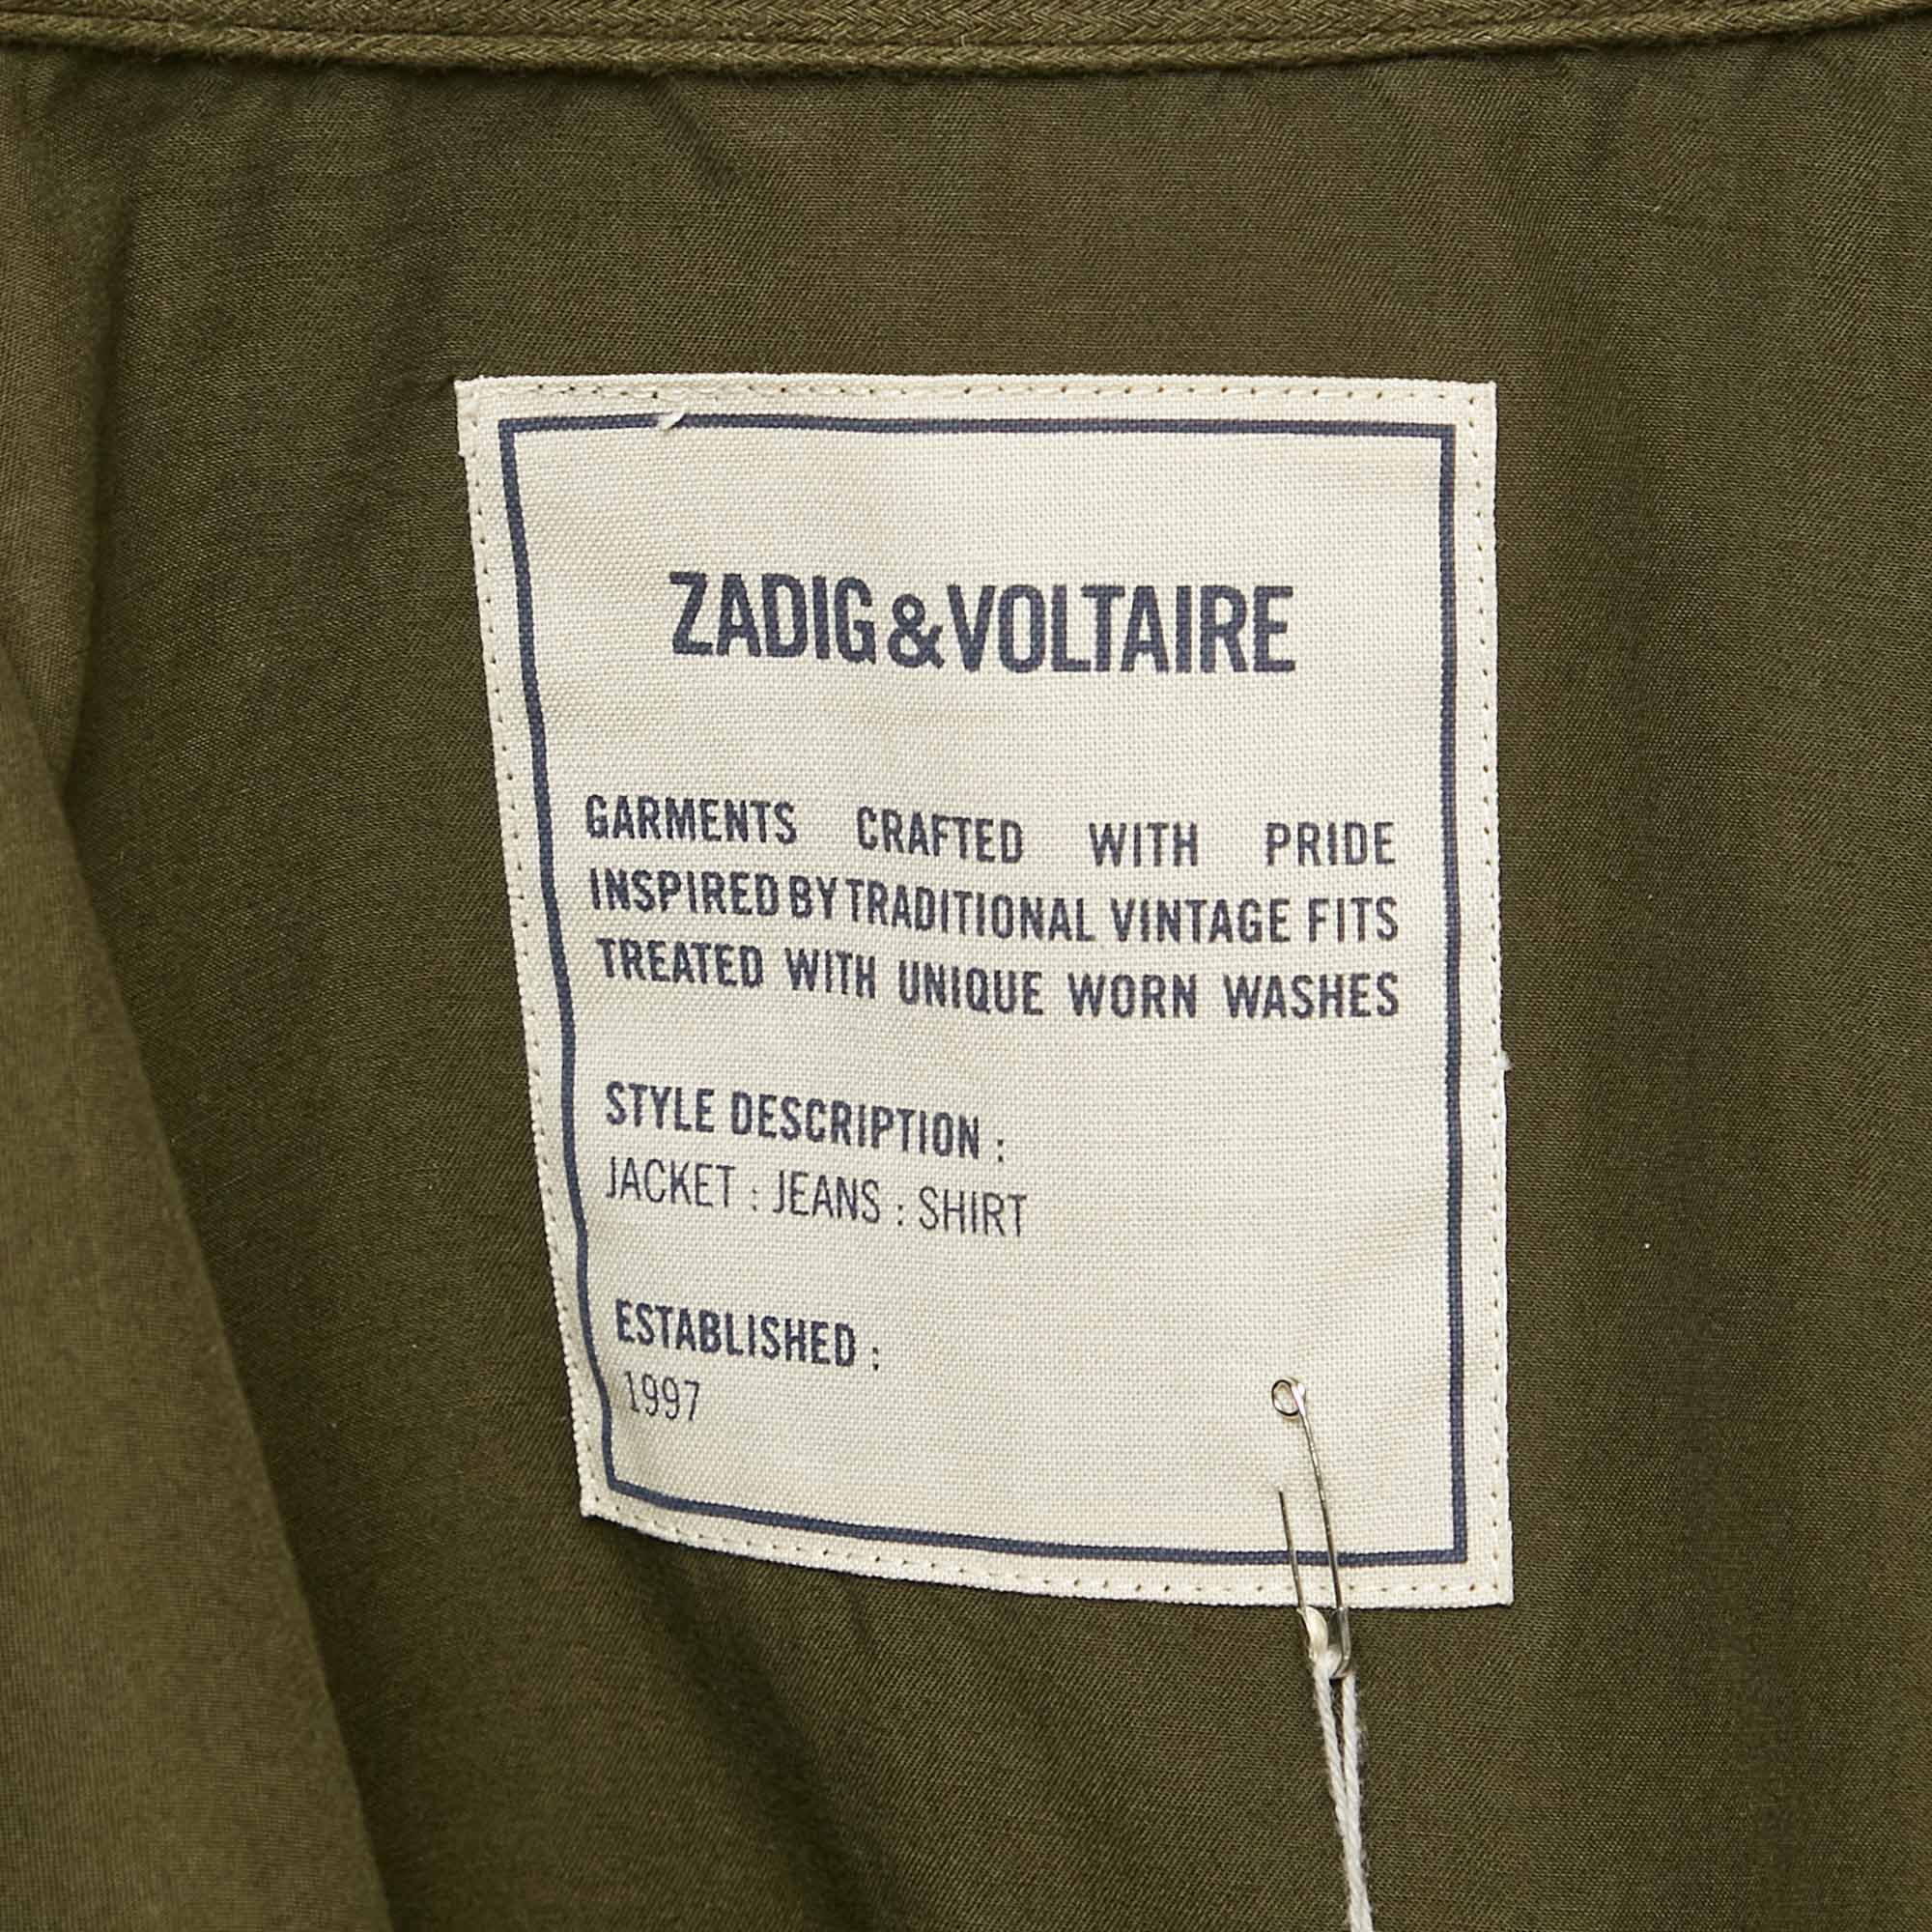 ZADIG&VOLTAIRE
GARMENTS CRAFTED WITH PRIDE
INSPIRED BY TRADITIONAL VINTAGE FITS
TREATED WITH UNIQUE WORN WASHES
STYLE DESCRIPTION :
JACKET : JEANS : SHIRT
ESTABLISHED :
1997